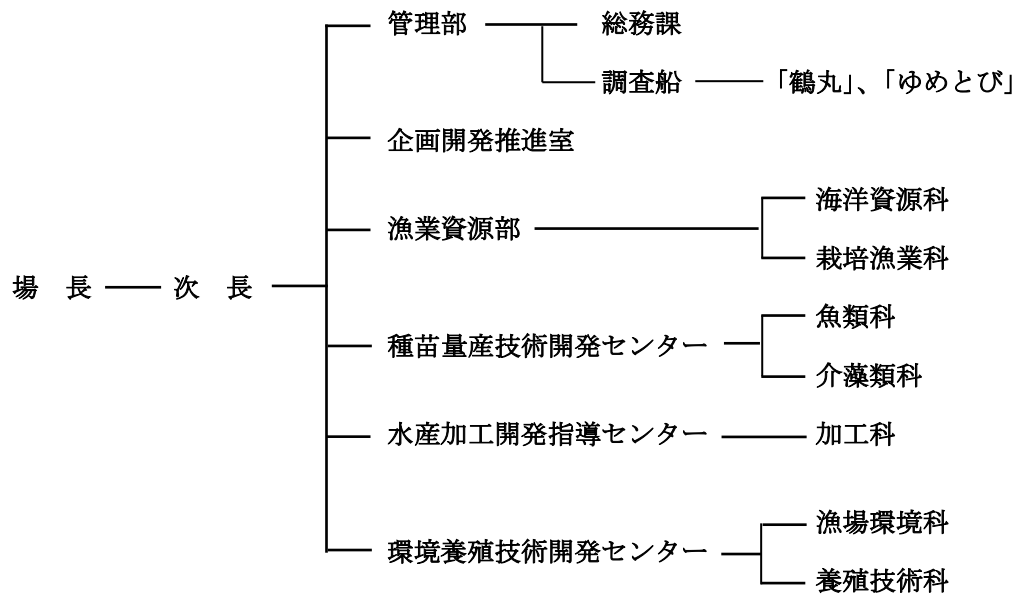 管理部 総務課
調査船 「鶴丸」、「ゆめとび」
企画開発推進室
海洋資源科
漁業資源部
栽培漁業科
場 長 次 長
魚類科
種苗量産技術開発センター
介藻類科
水産加工開発指導センター 加工科
漁場環境科
環境養殖技術開発センター
養殖技術科